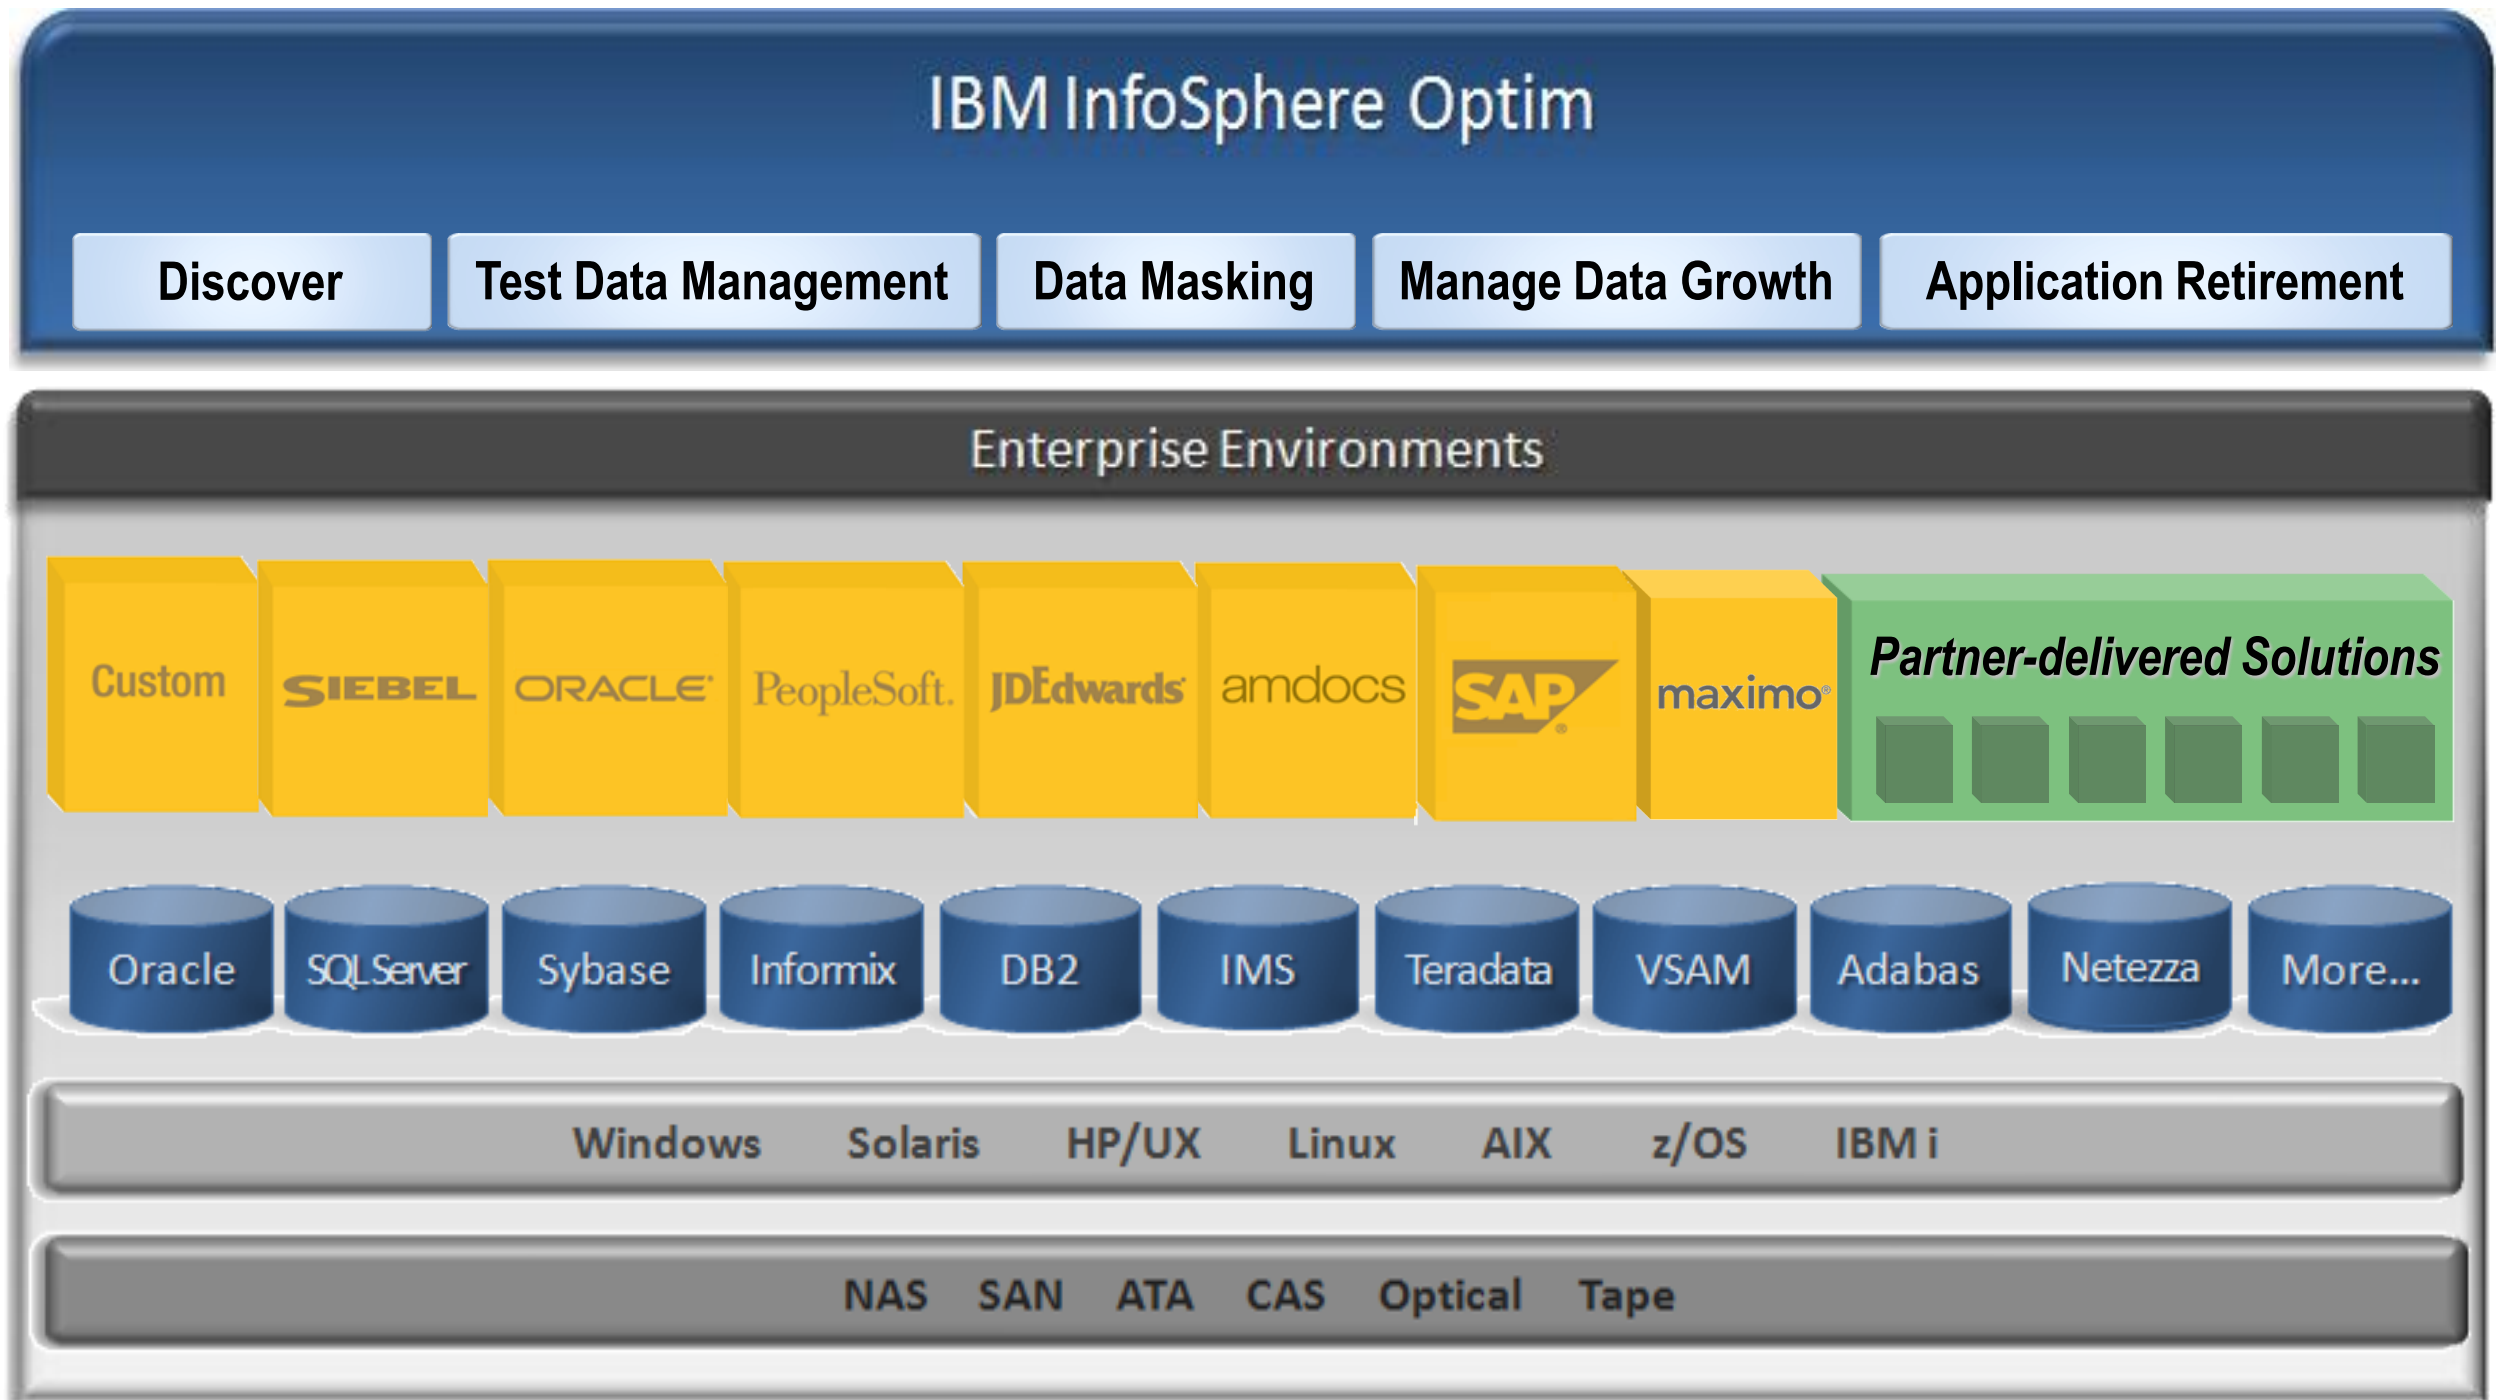 IBM InfoSphere Optim
Discover Test Data Management Data Masking Manage Data Growth Application Retirement
Enterprise Environments
Partner-delivered Solutions
Custom SIEBEL ORACLE® PeopleSoft. JDEdwards® amdocs SAP® maximo®
Oracle SQL Server Sybase Informix DB2 IMS Teradata VSAM Adabas Netezza More...
Windows Solaris HP/UX Linux AIX z/OS IBM i
NAS SAN ATA CAS Optical Tape